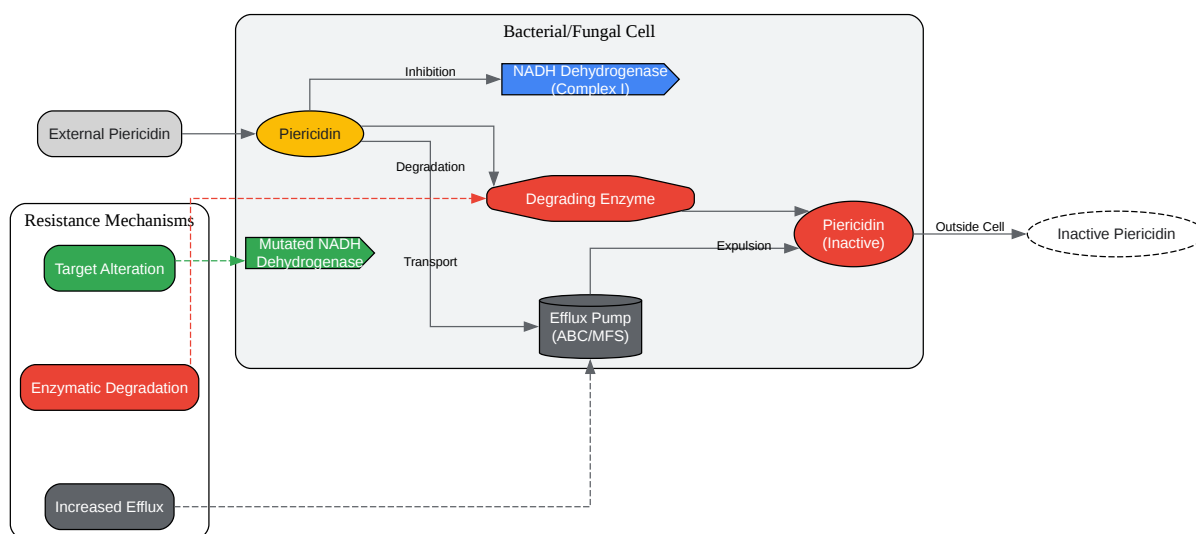 Bacterial/Fungal Cell
Inhibition
NADH Dehydrogenase
(Complex I)
External Piericidin
Piericidin
Degradation
Degrading Enzyme
Resistance Mechanisms
Piericidin
(Inactive)
Outside Cell
Inactive Piericidin
Mutated NADH
Dehydrogenase
Expulsion
Target Alteration
Transport
Efflux Pump
(ABC/MFS)
Enzymatic Degradation
Increased Efflux